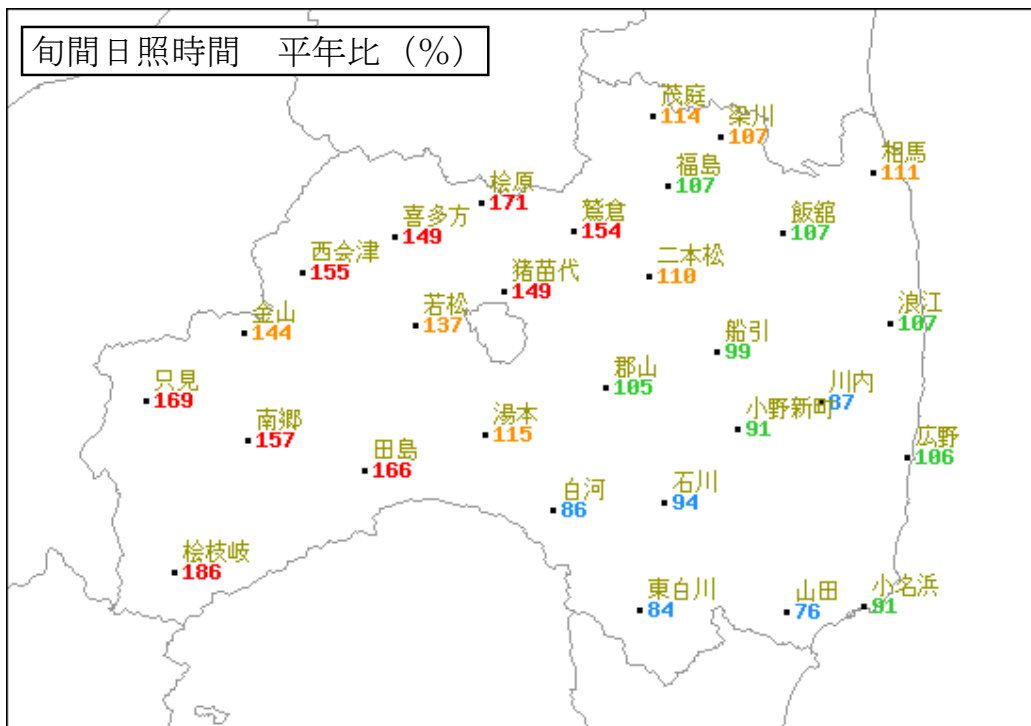 旬間日照時間　平年比（%）
茂庭
114
梁川
107
相馬
111
福島
107
桧原
171
鷲倉
154
飯舘
107
喜多方
149
西会津
155
二本松
110
猪苗代
149
金山
144
若松
137
浪江
107
船引
99
郡山
105
川内
87
只見
169
小野新町
91
南郷
157
湯本
115
広野
106
田島
166
白河
86
石川
94
桧枝岐
186
東白川
84
山田
76
小名浜
91